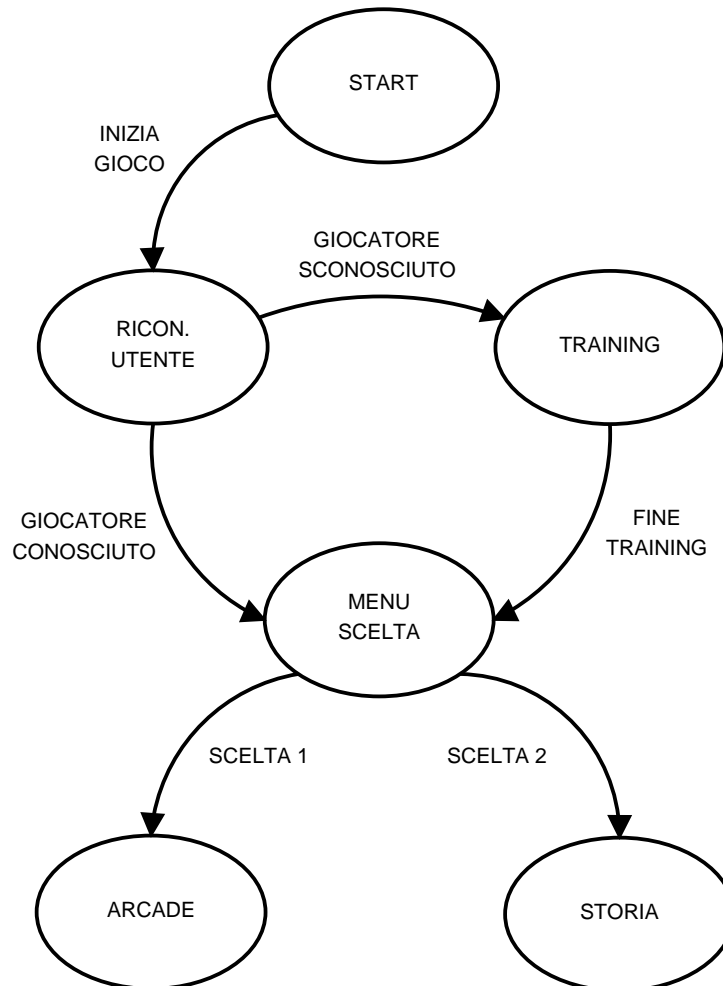 START
INIZIA
GIOCO
GIOCATORE
SCONOSCIUTO
RICON.
UTENTE
TRAINING
GIOCATORE
CONOSCIUTO
FINE
TRAINING
MENU
SCELTA
SCELTA 1
SCELTA 2
ARCADE
STORIA